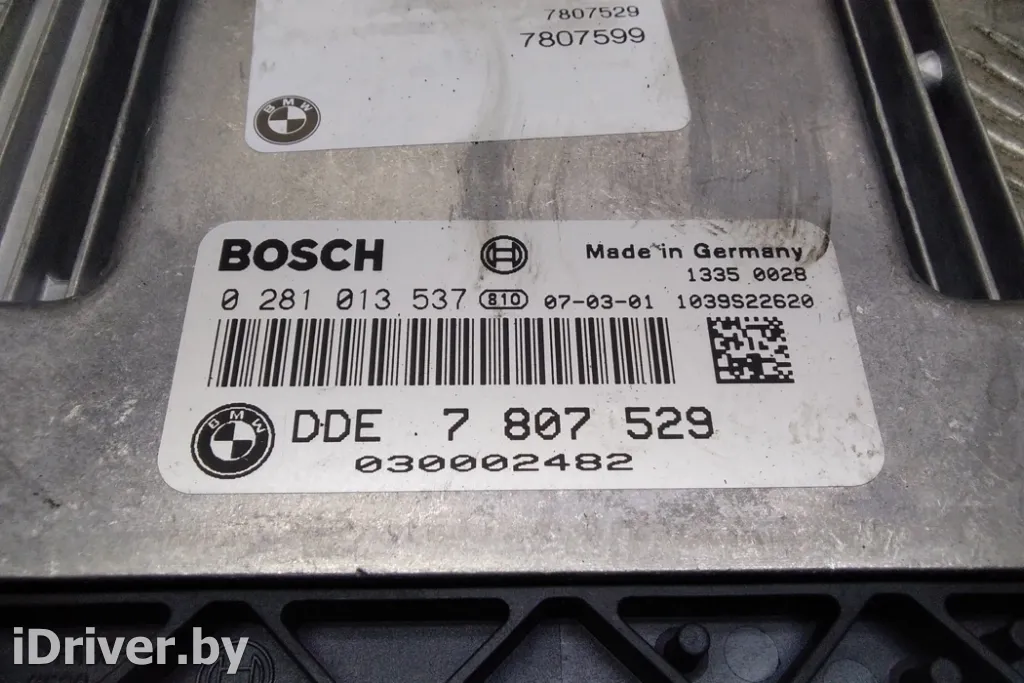 7807529
7807599
BMW
BOSCH
Made in Germany
1335 0028
0 281 013 537 810 07-03-01 1039S22620
BMW
DDE 7 807 529
030002482
iDriver.by